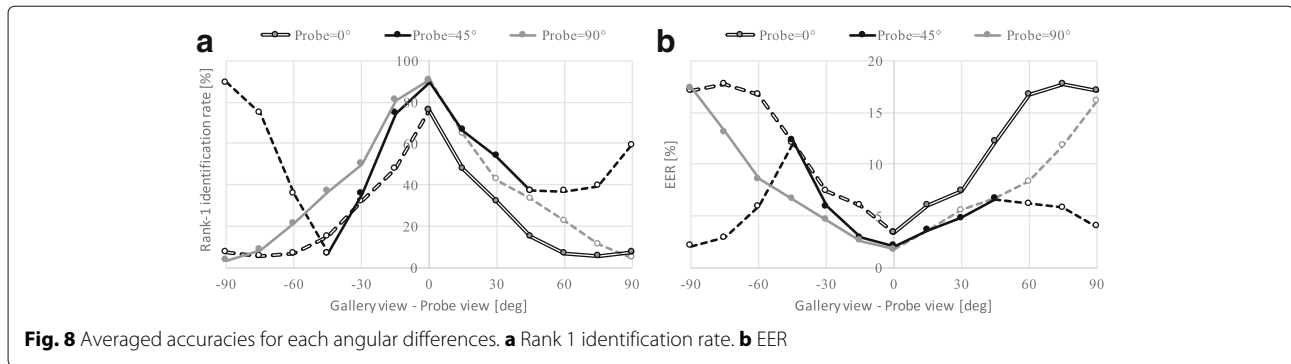 a
Probe=0° Probe=45° Probe=90°
Rank-1 identification rate [%]
100
80
60
40
20
0
-90 -60 -30 0 30 60 90
Gallery view - Probe view [deg]
b
Probe=0° Probe=45° Probe=90°
EER [%]
20
15
10
5
0
-90 -60 -30 0 30 60 90
Gallery view - Probe view [deg]
Fig. 8 Averaged accuracies for each angular differences. a Rank 1 identification rate. b EER